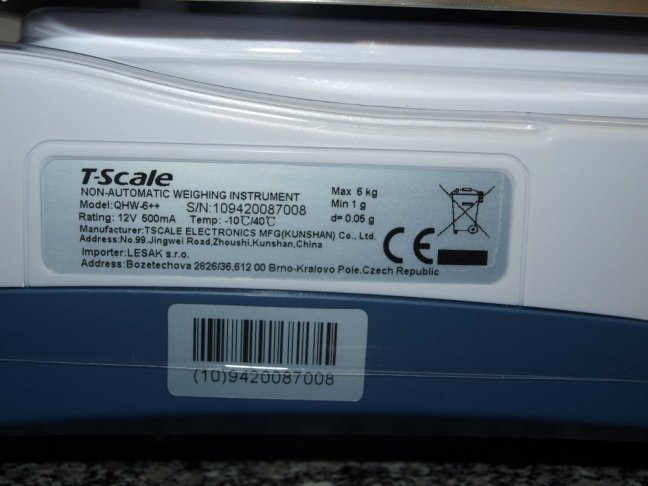 T-Scale
NON-AUTOMATIC WEIGHING INSTRUMENT
Model:QHW-6++ S/N:109420087008
Rating: 12V 500mA Temp: -10℃/40℃
Manufacturer:TSCALE ELECTRONICS MFG(KUNSHAN) Co., Ltd.
Address:No.99.Jingwei Road,Zhoushi,Kunshan,China
Importer:LESAK s.r.o.
Address:Bozetechova 2826/36,612 00 Brno-Kralovo Pole,Czech Republic
Max 6 kg
Min 1 g
d= 0.05 g
CE
(10)9420087008